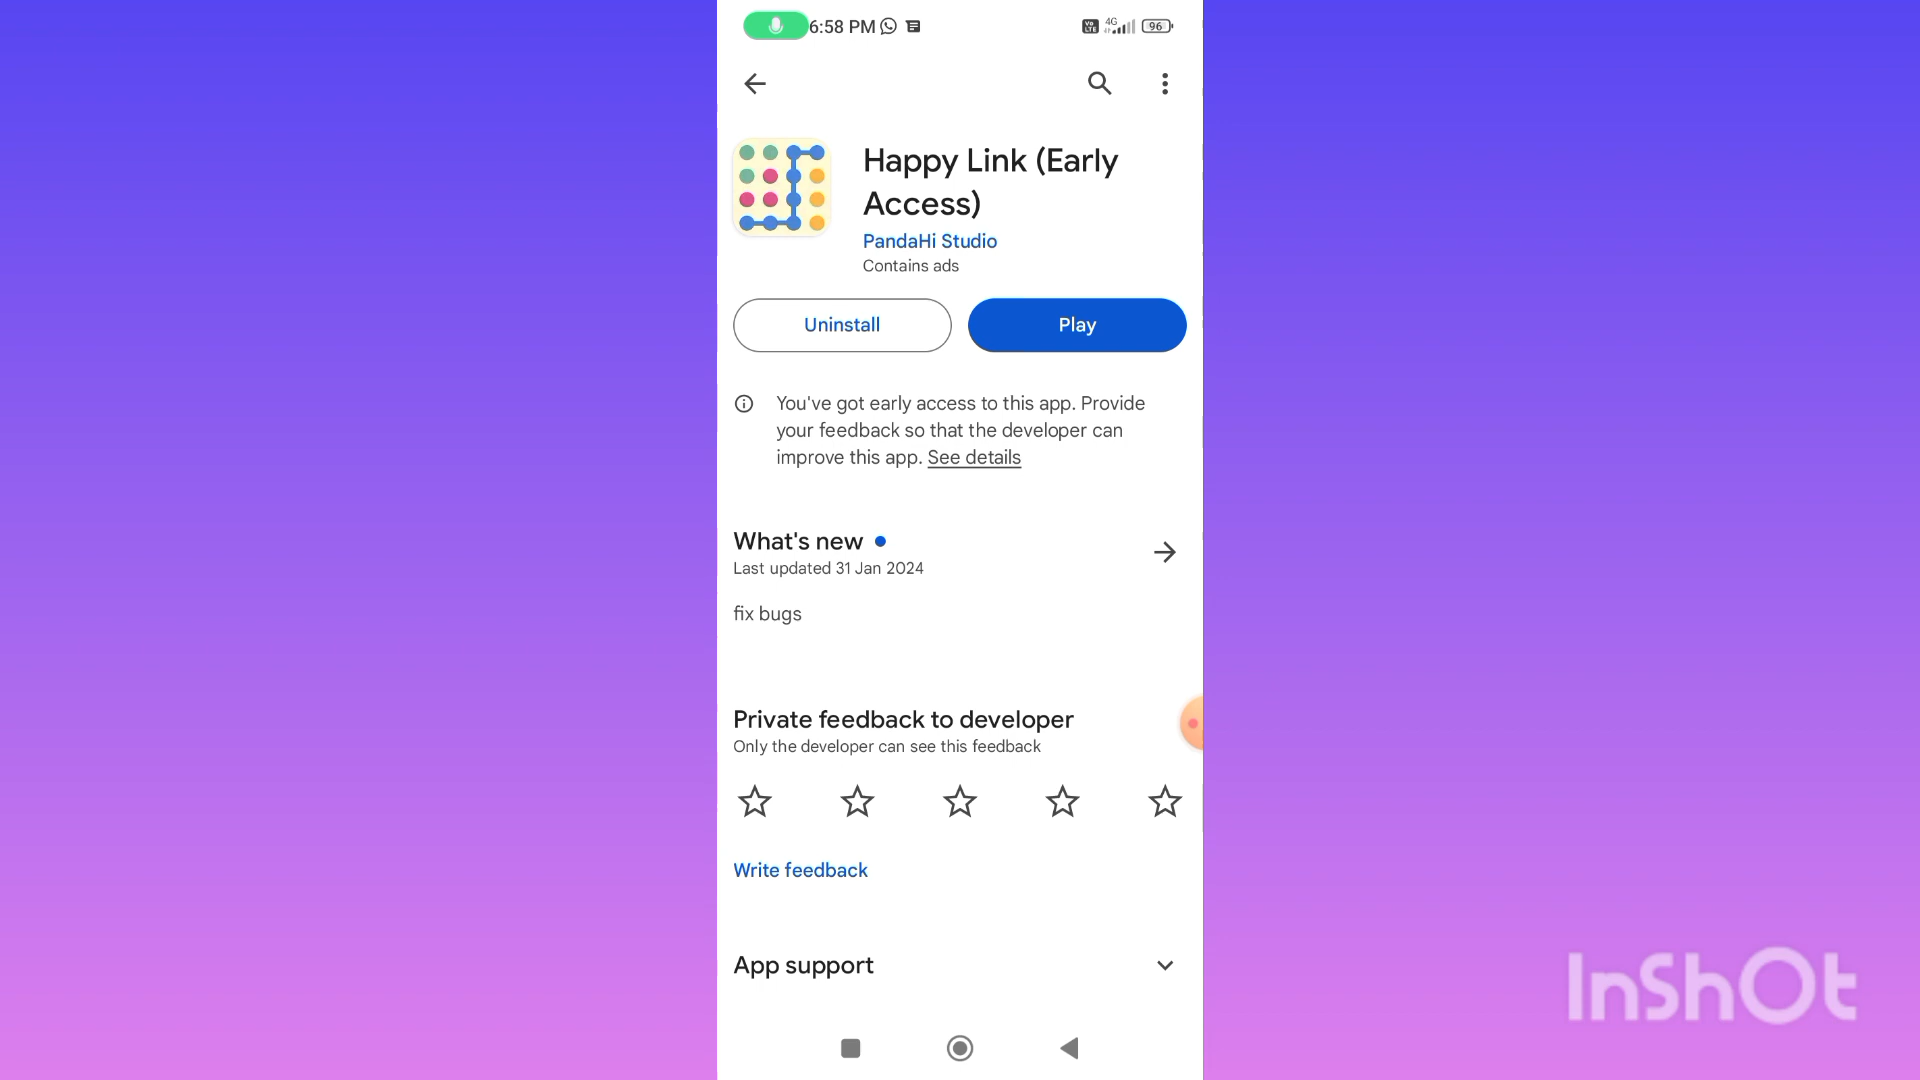 6:58 PM
Vo LTE 4G 96
Happy Link (Early
Access)
PandaHi Studio
Contains ads
Uninstall
Play
You've got early access to this app. Provide
your feedback so that the developer can
improve this app. See details
What's new
Last updated 31 Jan 2024
fix bugs
Private feedback to developer
Only the developer can see this feedback
Write feedback
App support
InShOt